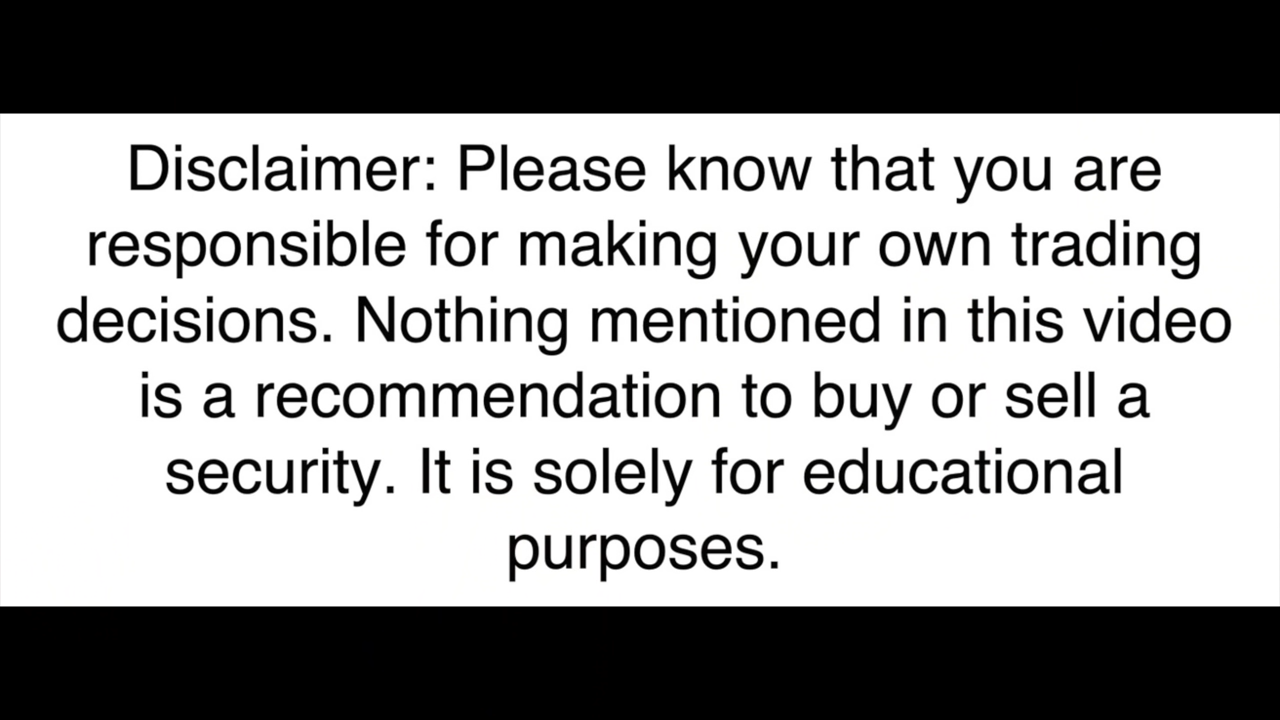 Disclaimer: Please know that you are
responsible for making your own trading
decisions. Nothing mentioned in this video
is a recommendation to buy or sell a
security. It is solely for educational
purposes.